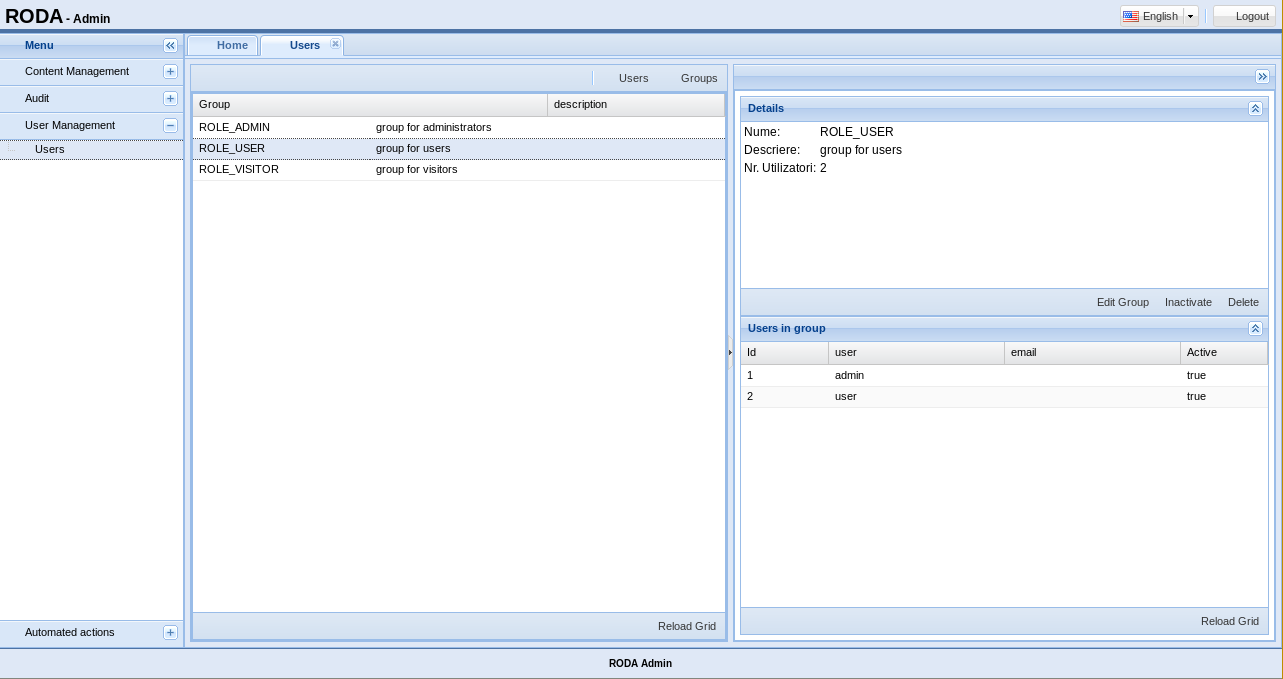 RODA - Admin
English
Logout
Menu
Home
Users
Content Management
Audit
User Management
Users
Automated actions
Users
Groups
Group
description
ROLE_ADMIN
group for administrators
ROLE_USER
group for users
ROLE_VISITOR
group for visitors
Reload Grid
Details
Nume: ROLE_USER
Descriere: group for users
Nr. Utilizatori: 2
Edit Group
Inactivate
Delete
Users in group
Id
user
email
Active
1
admin
true
2
user
true
Reload Grid
RODA Admin